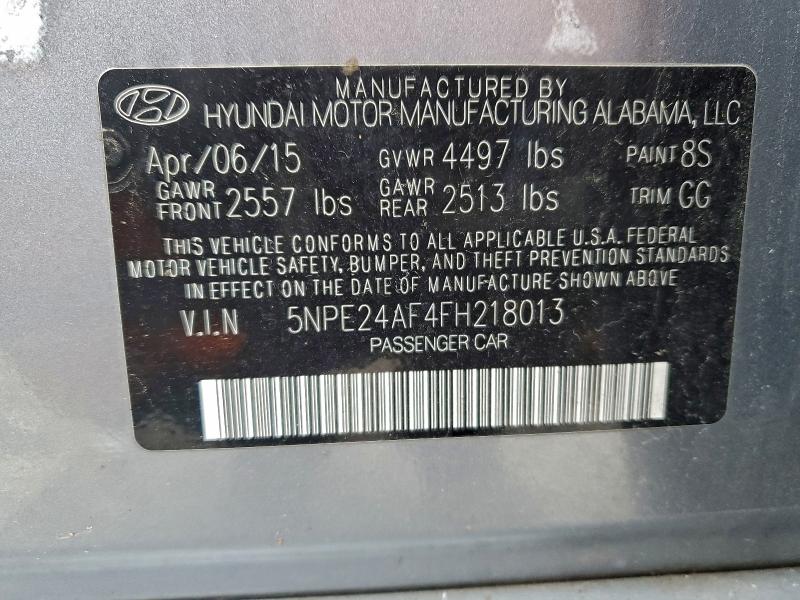 MANUFACTURED BY
HYUNDAI MOTOR MANUFACTURING ALABAMA, LLC
Apr/06/15 GVWR 4497 lbs PAINT 8S
GAWR FRONT 2557 lbs GAWR REAR 2513 lbs TRIM GG
THIS VEHICLE CONFORMS TO ALL APPLICABLE U.S.A. FEDERAL
MOTOR VEHICLE SAFETY, BUMPER, AND THEFT PREVENTION STANDARDS
IN EFFECT ON THE DATE OF MANUFACTURE SHOWN ABOVE
V.I.N 5NPE24AF4FH218013
PASSENGER CAR